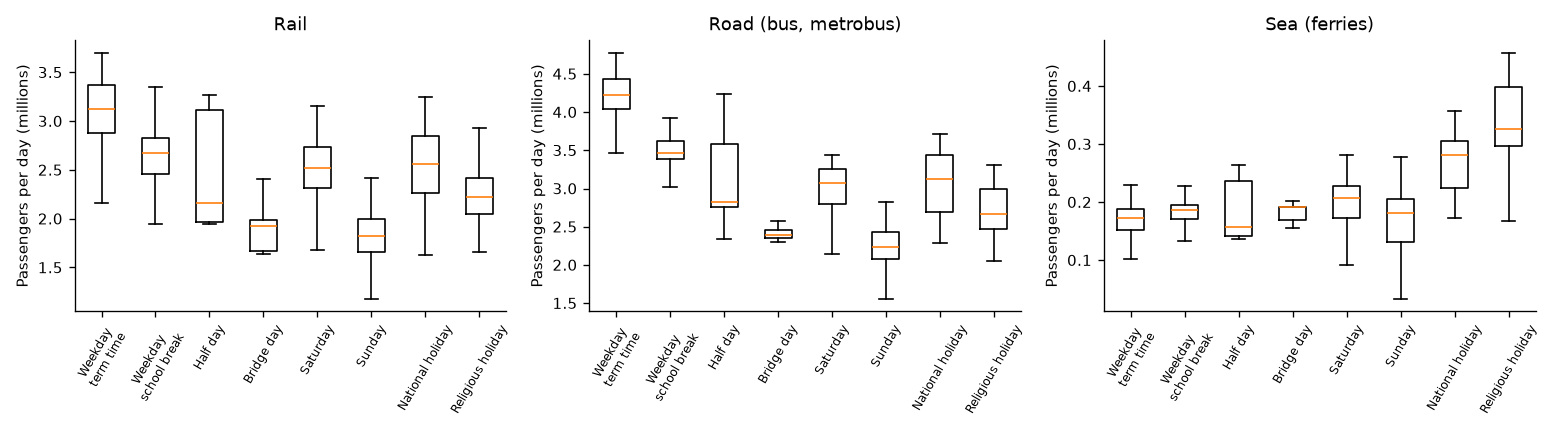 Rail
Passengers per day (millions)
3.5
3.0
2.5
2.0
1.5
Weekday
term time
Weekday
school break
Half day
Bridge day
Saturday
Sunday
National holiday
Religious holiday
Road (bus, metrobus)
Passengers per day (millions)
4.5
4.0
3.5
3.0
2.5
2.0
1.5
Weekday
term time
Weekday
school break
Half day
Bridge day
Saturday
Sunday
National holiday
Religious holiday
Sea (ferries)
Passengers per day (millions)
0.4
0.3
0.2
0.1
Weekday
term time
Weekday
school break
Half day
Bridge day
Saturday
Sunday
National holiday
Religious holiday